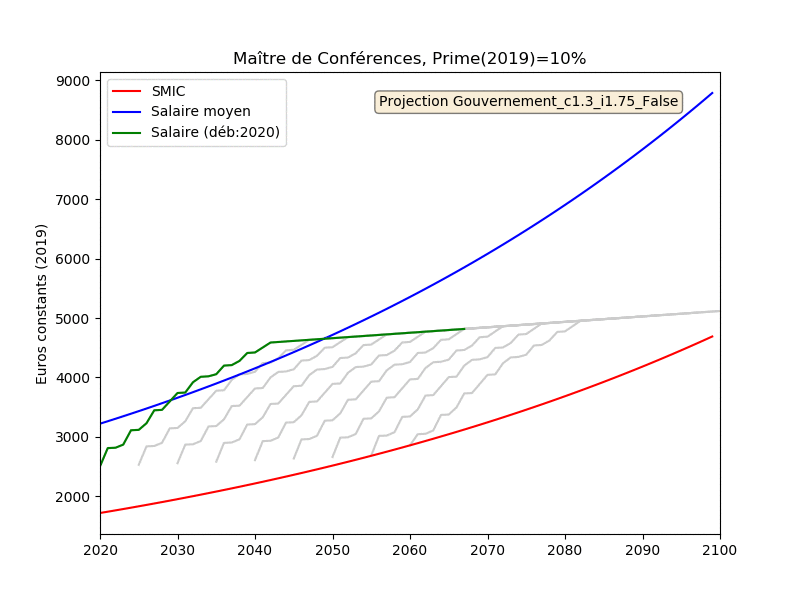 Maître de Conférences, Prime(2019)=10%
SMIC
Salaire moyen
Salaire (déb:2020)
Projection Gouvernement_c1.3_i1.75_False
Euros constants (2019)
9000
8000
7000
6000
5000
4000
3000
2000
2020 2030 2040 2050 2060 2070 2080 2090 2100